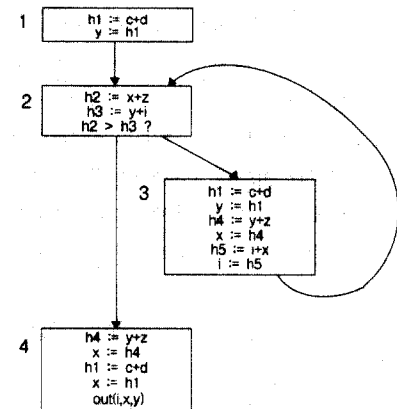 1
h1 := c+d
y := h1
2
h2 := x+z
h3 := y+i
h2 > h3 ?
3
h1 := c+d
y := h1
h4 := y+z
x := h4
h5 := i+x
i := h5
4
h4 := y+z
x := h4
h1 := c+d
x := h1
out(i,x,y)